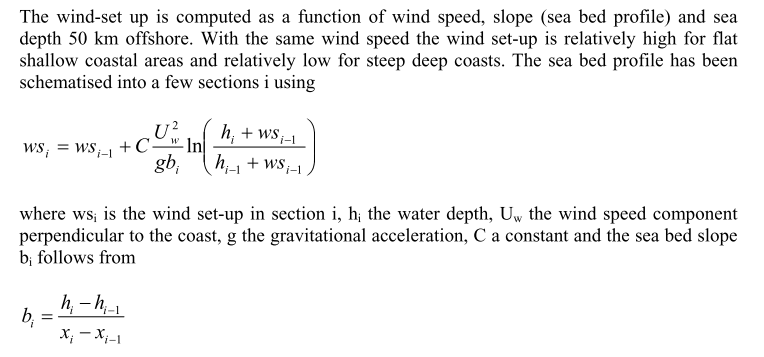 The wind-set up is computed as a function of wind speed, slope (sea bed profile) and sea
depth 50 km offshore. With the same wind speed the wind set-up is relatively high for flat
shallow coastal areas and relatively low for steep deep coasts. The sea bed profile has been
schematised into a few sections i using
ws_i = ws_{i-1} + C \frac{U_w^2}{gb_i} \ln\left(\frac{h_i + ws_{i-1}}{h_{i-1} + ws_{i-1}}\right)
where ws_i is the wind set-up in section i, h_i the water depth, U_w the wind speed component
perpendicular to the coast, g the gravitational acceleration, C a constant and the sea bed slope
b_i follows from
b_i = \frac{h_i - h_{i-1}}{x_i - x_{i-1}}